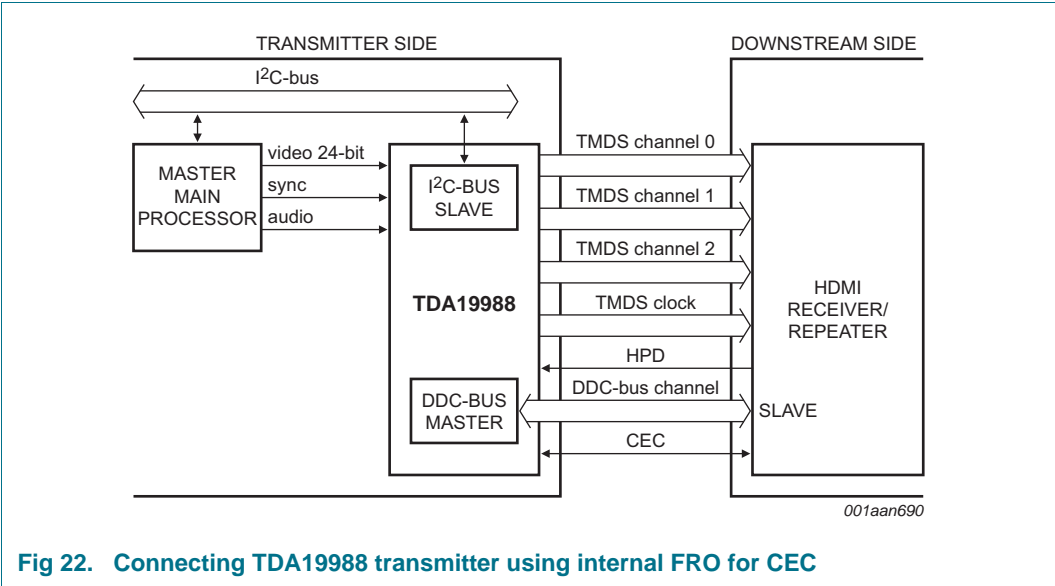 TRANSMITTER SIDE
DOWNSTREAM SIDE
I2C-bus
MASTER
MAIN
PROCESSOR
video 24-bit
sync
audio
I2C-BUS
SLAVE
TDA19988
DDC-BUS
MASTER
TMDS channel 0
TMDS channel 1
TMDS channel 2
TMDS clock
HPD
DDC-bus channel
CEC
HDMI
RECEIVER/
REPEATER
SLAVE
001aan690
Fig 22. Connecting TDA19988 transmitter using internal FRO for CEC